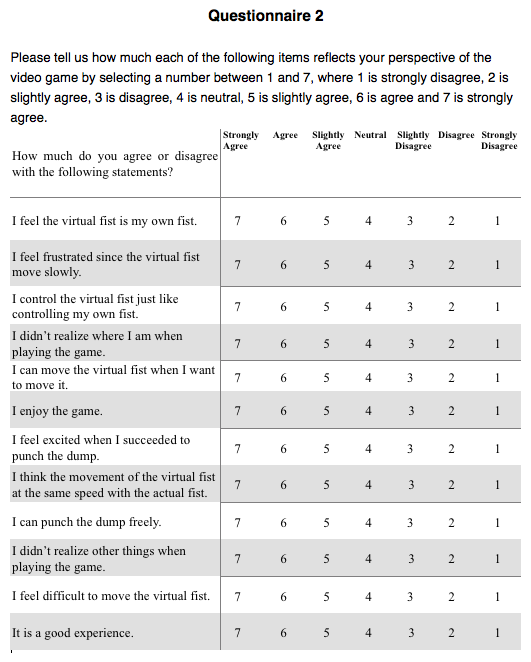 Questionnaire 2
Please tell us how much each of the following items reflects your perspective of the
video game by selecting a number between 1 and 7, where 1 is strongly disagree, 2 is
slightly agree, 3 is disagree, 4 is neutral, 5 is slightly agree, 6 is agree and 7 is strongly
agree.
Strongly Agree Slightly Neutral Slightly Disagree Strongly
Agree Agree Disagree Disagree
How much do you agree or disagree
with the following statements?
I feel the virtual fist is my own fist. 7 6 5 4 3 2 1
I feel frustrated since the virtual fist
move slowly. 7 6 5 4 3 2 1
I control the virtual fist just like
controlling my own fist. 7 6 5 4 3 2 1
I didn't realize where I am when
playing the game. 7 6 5 4 3 2 1
I can move the virtual fist when I want
to move it. 7 6 5 4 3 2 1
I enjoy the game. 7 6 5 4 3 2 1
I feel excited when I succeeded to
punch the dump. 7 6 5 4 3 2 1
I think the movement of the virtual fist
at the same speed with the actual fist. 7 6 5 4 3 2 1
I can punch the dump freely. 7 6 5 4 3 2 1
I didn't realize other things when
playing the game. 7 6 5 4 3 2 1
I feel difficult to move the virtual fist. 7 6 5 4 3 2 1
It is a good experience. 7 6 5 4 3 2 1